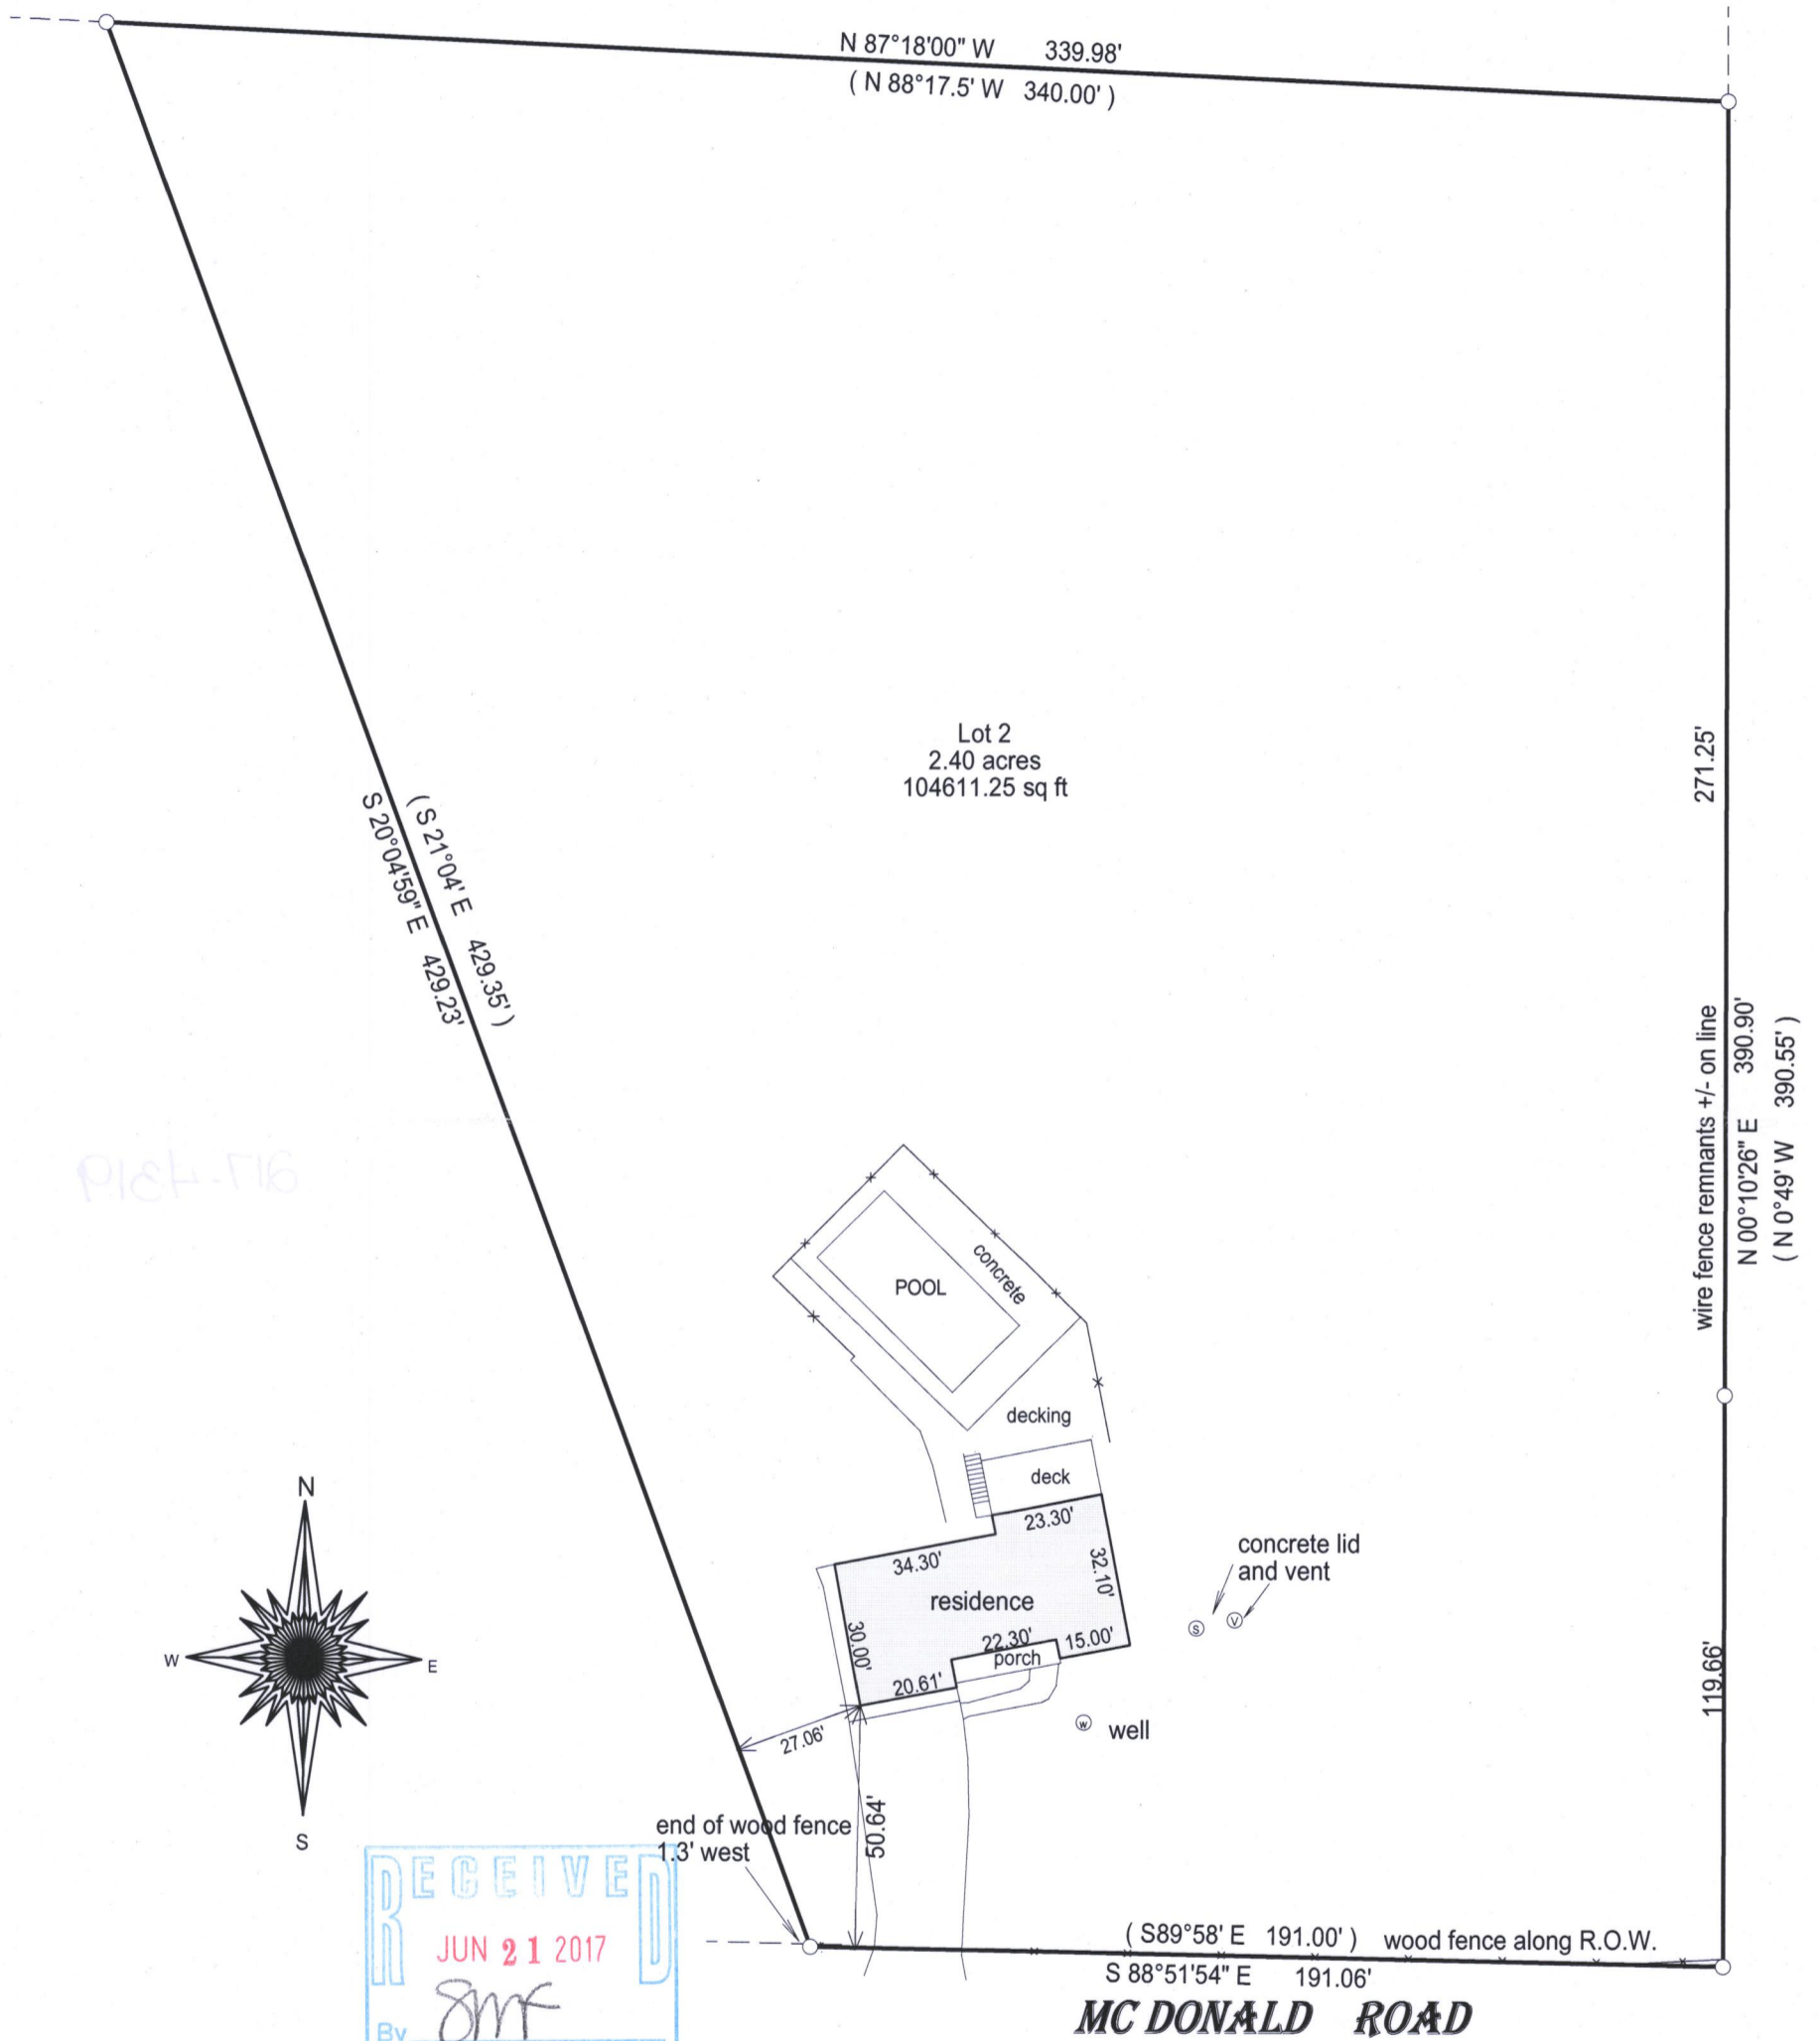 N 87°18'00" W 339.98'
( N 88°17.5' W 340.00' )
Lot 2
2.40 acres
104611.25 sq ft
271.25'
( S 21°04' E 429.35' )
S 20°04'59" E 429.23'
wire fence remnants +/- on line
N 00°10'26" E 390.90'
( N 0°49' W 390.55' )
917-4319
POOL
concrete
decking
deck
23.30'
34.30'
32.10'
residence
30.00'
22.30'
15.00'
porch
20.61'
concrete lid
and vent
S
V
119.66'
N
W
E
S
27.06'
W
well
50.64'
end of wood fence
1.3' west
RECEIVED
JUN 21 2017
By SMF
( S89°58' E 191.00' ) wood fence along R.O.W.
S 88°51'54" E 191.06'
MC DONALD ROAD